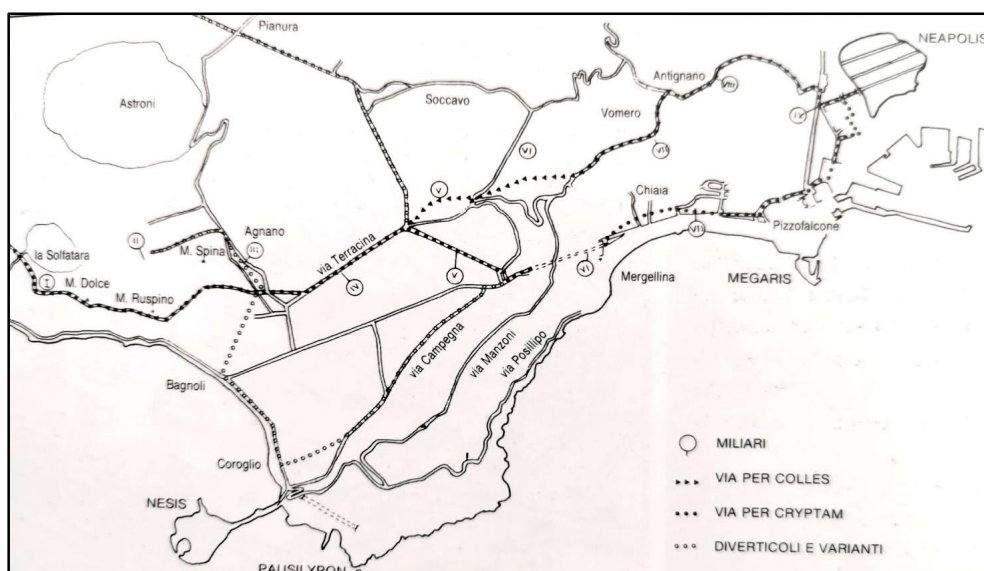 Pianura
NEAPOLIS
Astroni
Soccavo
Antignano
VIII
Vomero
IX
VI
VII
V
Chiaia
II
Agnano
III
la Solfatara
M. Spina
via Terracina
Pizzofalcone
VII
I
M. Dolce
IV
V
VI
Mergellina
MEGARIS
M. Ruspino
via Campegna
via Manzoni
via Posillipo
Bagnoli
MILIARI
Coroglio
VIA PER COLLES
NESIS
VIA PER CRYPTAM
DIVERTICOLI E VARIANTI
PAUSILYPON